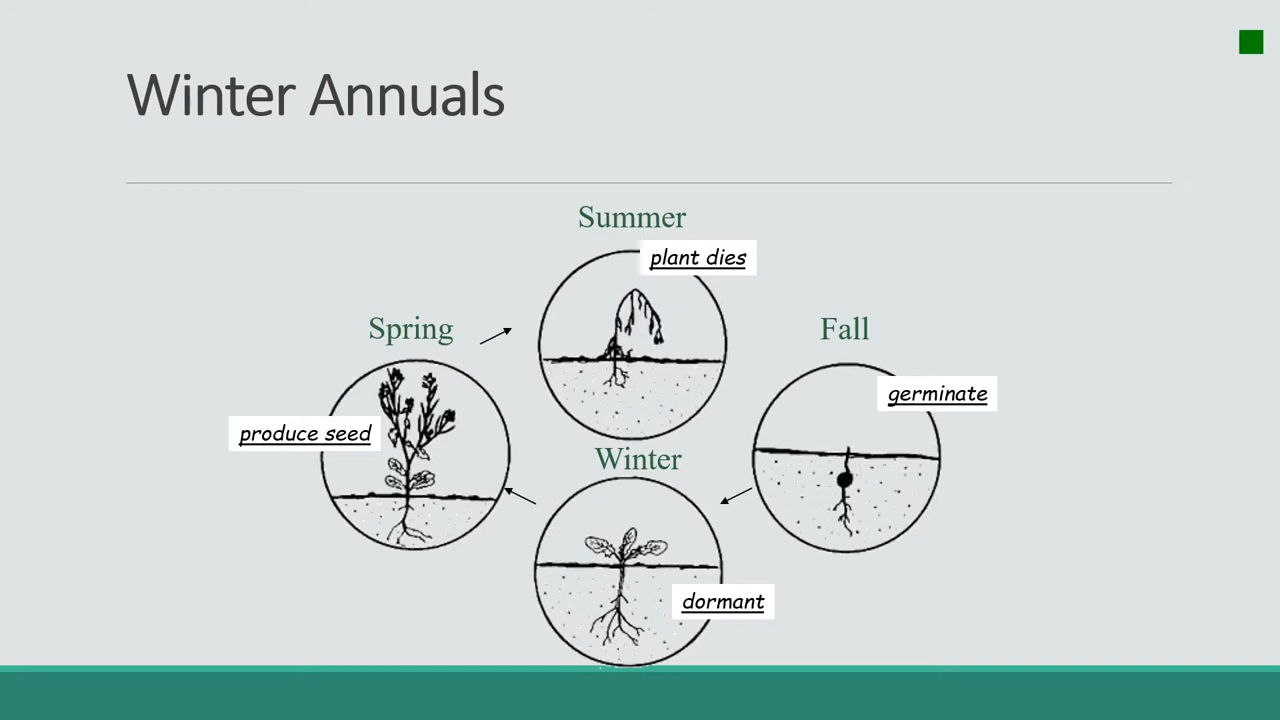 Winter Annuals
Summer
plant dies
Spring
Fall
germinate
produce seed
Winter
dormant